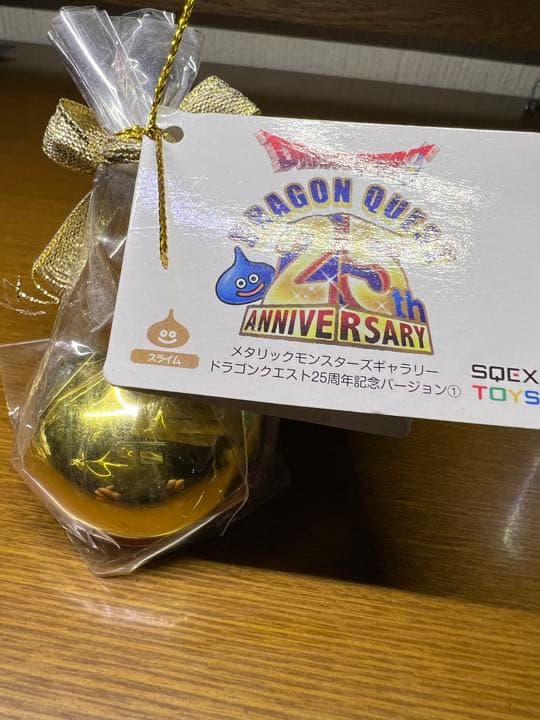 DRAGON QUEST
25th
ANNIVERSARY
スライム
メタリックモンスターズギャラリー
ドラゴンクエスト25周年記念バージョン①
SQEX
TOYS